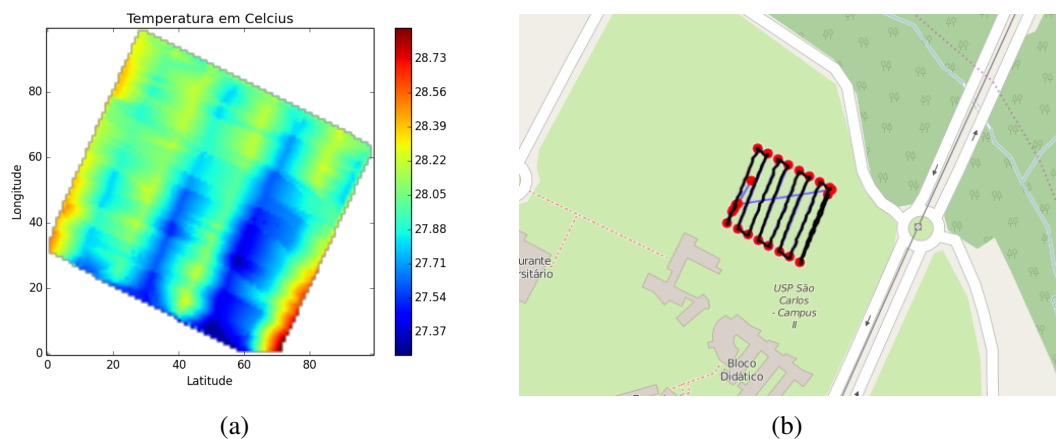 Temperatura em Celcius
Longitude
80
60
40
20
0
0
20
40
60
80
Latitude
28.73
28.56
28.39
28.22
28.05
27.88
27.71
27.54
27.37
(a)
urante
rsitário
USP São
Carlos
- Campus
II
Bloco
Didático
(b)